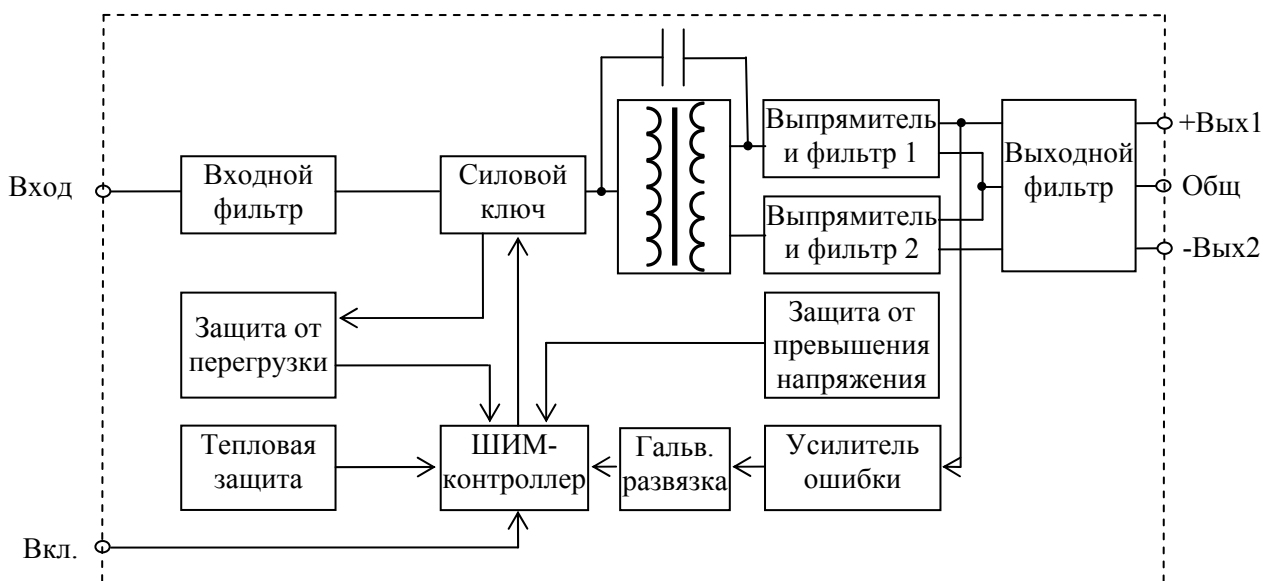 Вход
Входной
фильтр
Силовой
ключ
Выпрямитель
и фильтр 1
Выпрямитель
и фильтр 2
Выходной
фильтр
+Вых1
Общ
-Вых2
Защита от
перегрузки
Защита от
превышения
напряжения
Тепловая
защита
ШИМ-
контроллер
Гальв.
развязка
Усилитель
ошибки
Вкл.